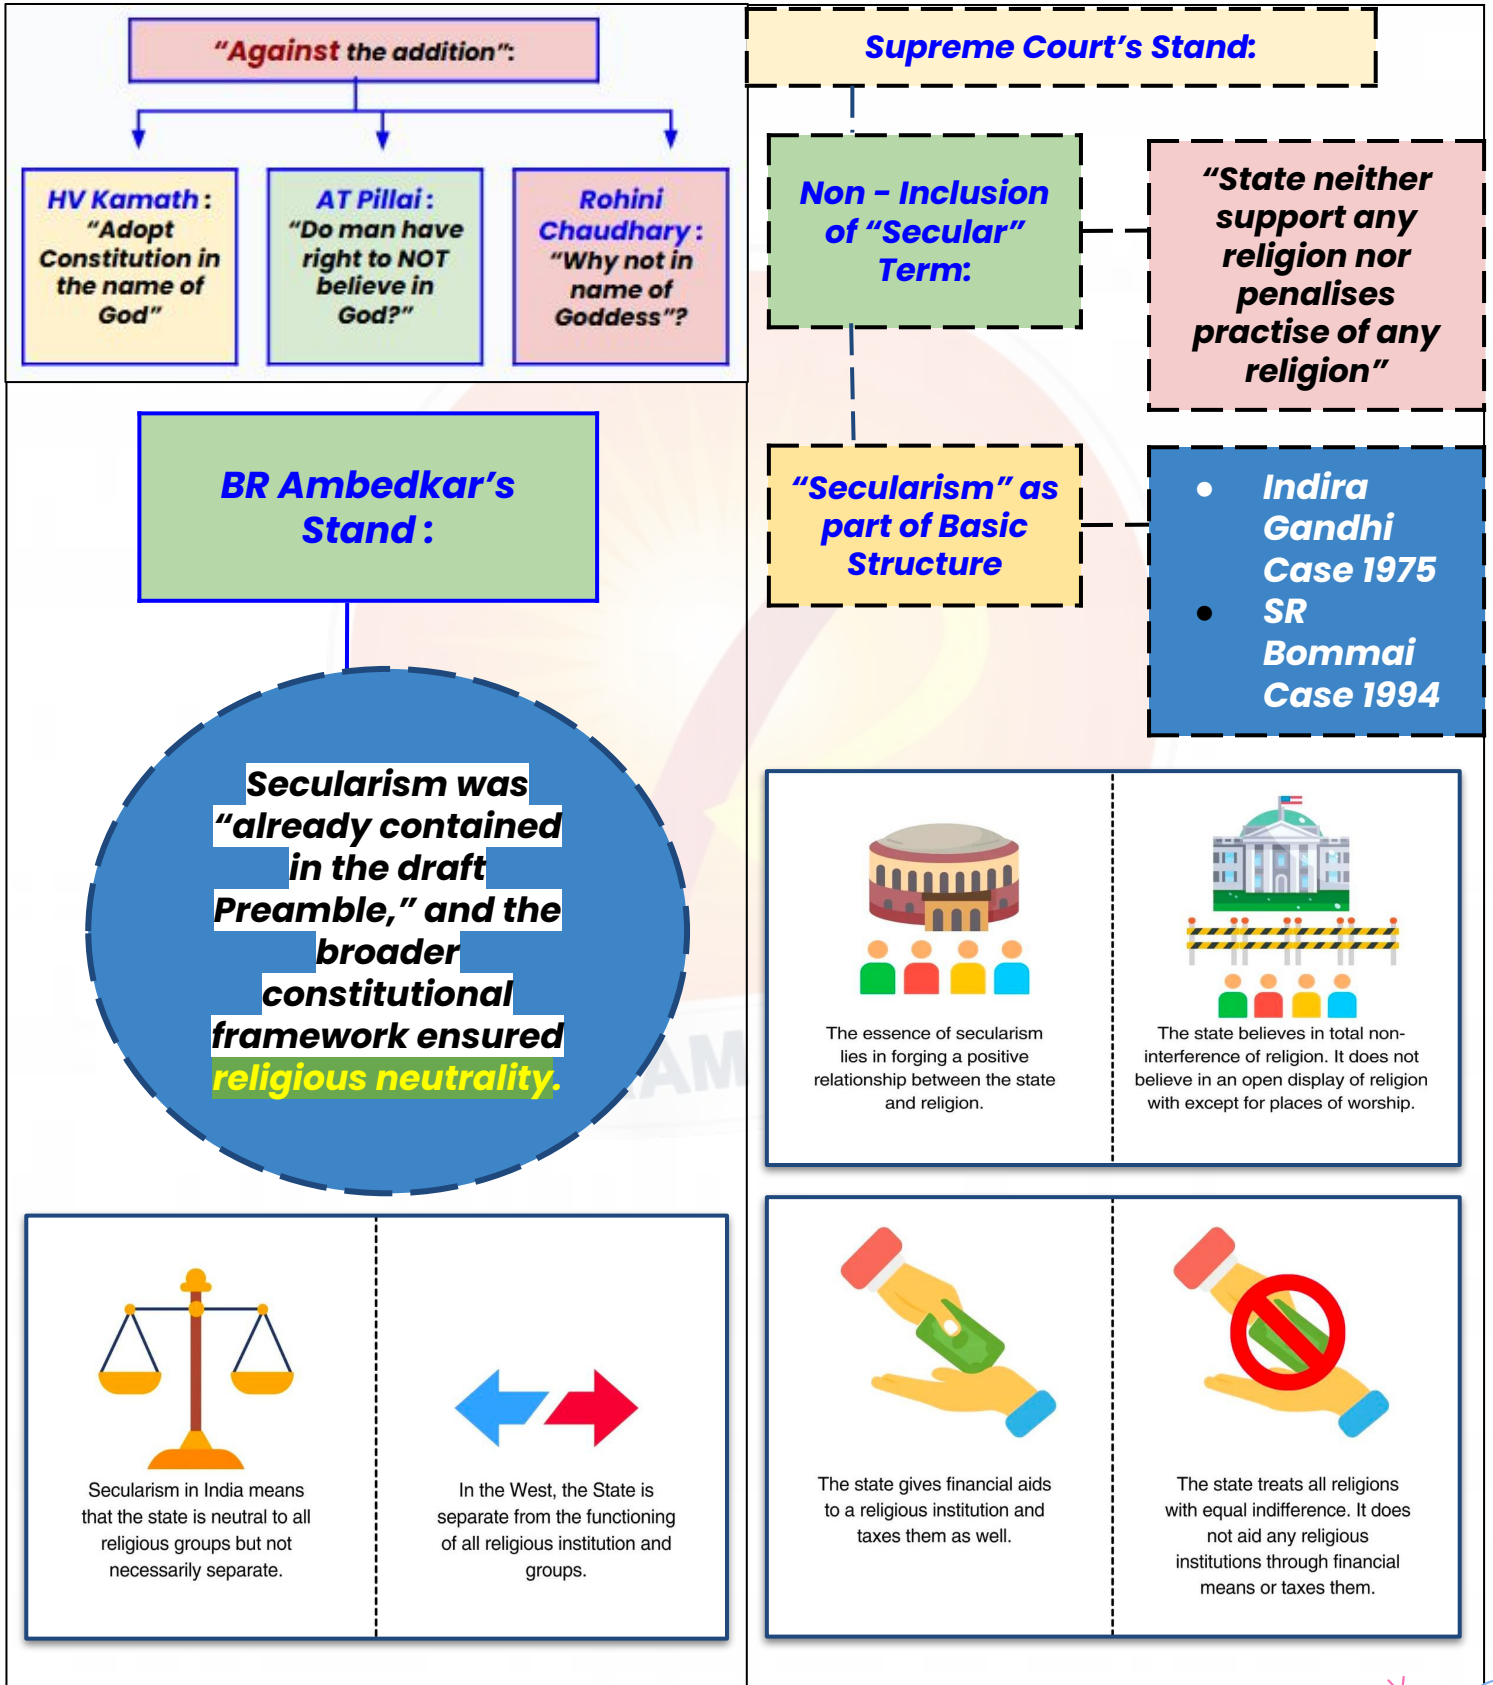 “Against the addition”:
HV Kamath :
“Adopt
Constitution in
the name of
God”
AT Pillai :
“Do man have
right to NOT
believe in
God?”
Rohini
Chaudhary :
“Why not in
name of
Goddess”?
BR Ambedkar’s
Stand :
Secularism was
“already contained
in the draft
Preamble,” and the
broader
constitutional
framework ensured
religious neutrality.
Secularism in India means
that the state is neutral to all
religious groups but not
necessarily separate.
In the West, the State is
separate from the functioning
of all religious institution and
groups.
Supreme Court’s Stand:
Non - Inclusion
of “Secular”
Term:
“State neither
support any
religion nor
penalises
practise of any
religion”
“Secularism” as
part of Basic
Structure
● Indira
Gandhi
Case 1975
● SR
Bommai
Case 1994
The essence of secularism
lies in forging a positive
relationship between the state
and religion.
The state believes in total non-
interference of religion. It does not
believe in an open display of religion
with except for places of worship.
The state gives financial aids
to a religious institution and
taxes them as well.
The state treats all religions
with equal indifference. It does
not aid any religious
institutions through financial
means or taxes them.